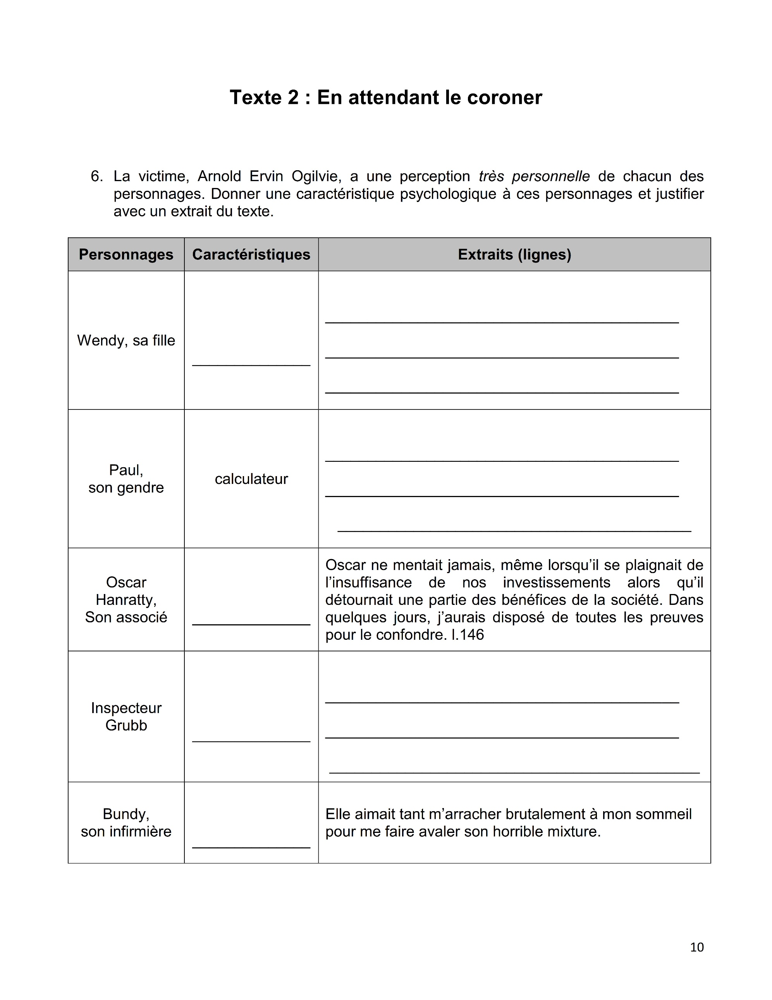 Texte 2 : En attendant le coroner
6. La victime, Arnold Ervin Ogilvie, a une perception très personnelle de chacun des
personnages. Donner une caractéristique psychologique à ces personnages et justifier
avec un extrait du texte.
Personnages Caractéristiques Extraits (lignes)
Wendy, sa fille
Paul,
son gendre
calculateur
Oscar
Hanratty,
Son associé
Oscar ne mentait jamais, même lorsqu’il se plaignait de
l’insuffisance de nos investissements alors qu’il
détournait une partie des bénéfices de la société. Dans
quelques jours, j’aurais disposé de toutes les preuves
pour le confondre. l.146
Inspecteur
Grubb
Bundy,
son infirmière
Elle aimait tant m’arracher brutalement à mon sommeil
pour me faire avaler son horrible mixture.
10